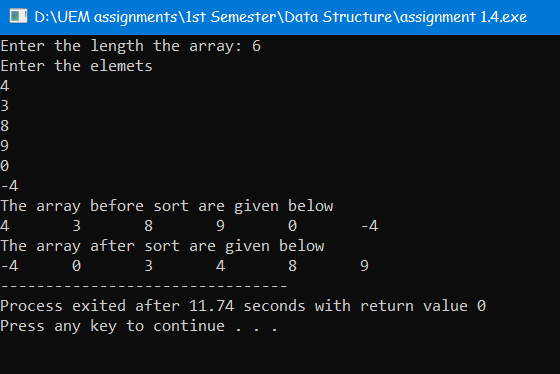 D:\UEM assignments\1st Semester\Data Structure\assignment 1.4.exe
Enter the length the array: 6
Enter the elemets
4
3
8
9
0
-4
The array before sort are given below
4       3       8       9       0       -4
The array after sort are given below
-4      0       3       4       8       9
--------------------------------
Process exited after 11.74 seconds with return value 0
Press any key to continue . . .